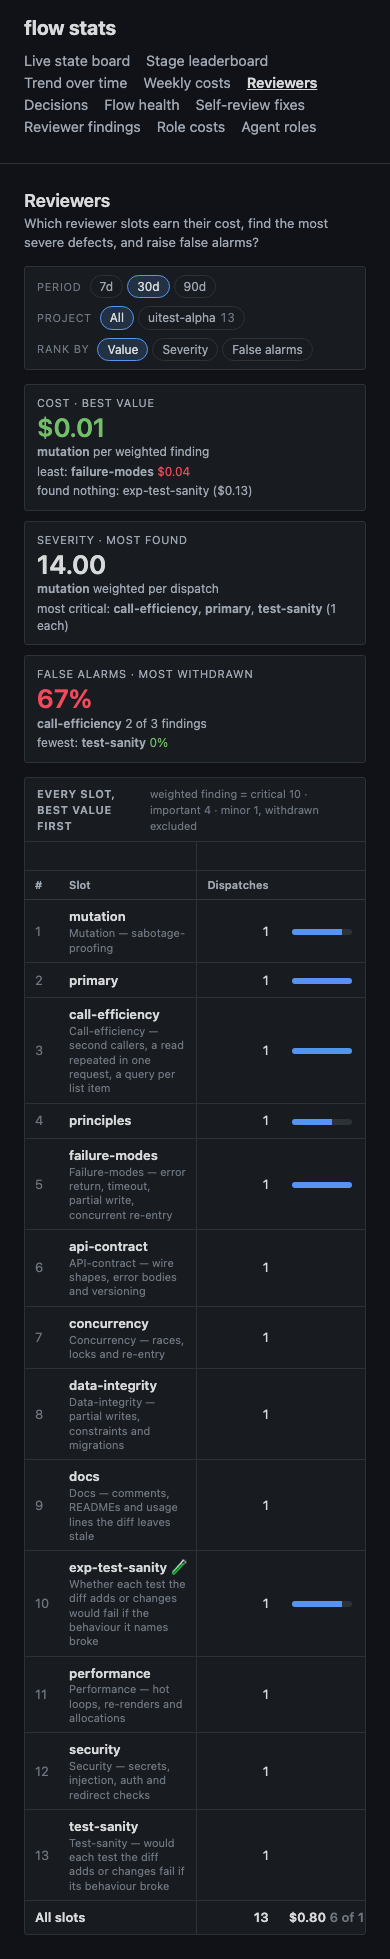 flow stats
Live state board Stage leaderboard
Trend over time Weekly costs Reviewers
Decisions Flow health Self-review fixes
Reviewer findings Role costs Agent roles
Reviewers
Which reviewer slots earn their cost, find the most
severe defects, and raise false alarms?
PERIOD 7d 30d 90d
PROJECT All uitest-alpha 13
RANK BY Value Severity False alarms
COST · BEST VALUE
$0.01
mutation per weighted finding
least: failure-modes $0.04
found nothing: exp-test-sanity ($0.13)
SEVERITY · MOST FOUND
14.00
mutation weighted per dispatch
most critical: call-efficiency, primary, test-sanity (1
each)
FALSE ALARMS · MOST WITHDRAWN
67%
call-efficiency 2 of 3 findings
fewest: test-sanity 0%
EVERY SLOT,
BEST VALUE
FIRST
weighted finding = critical 10 ·
important 4 · minor 1, withdrawn
excluded
# Slot Dispatches
1 mutation 1
Mutation — sabotage-
proofing
2 primary 1
3 call-efficiency 1
Call-efficiency —
second callers, a read
repeated in one
request, a query per
list item
4 principles 1
5 failure-modes 1
Failure-modes — error
return, timeout,
partial write,
concurrent re-entry
6 api-contract 1
API-contract — wire
shapes, error bodies
and versioning
7 concurrency 1
Concurrency — races,
locks and re-entry
8 data-integrity 1
Data-integrity —
partial writes,
constraints and
migrations
9 docs 1
Docs — comments,
READMEs and usage
lines the diff leaves
stale
10 exp-test-sanity 1
Whether each test the
diff adds or changes
would fail if the
behaviour it names
broke
11 performance 1
Performance — hot
loops, re-renders and
allocations
12 security 1
Security — secrets,
injection, auth and
redirect checks
13 test-sanity 1
Test-sanity — would
each test the diff
adds or changes fail if
its behaviour broke
All slots 13 $0.80 6 of 1